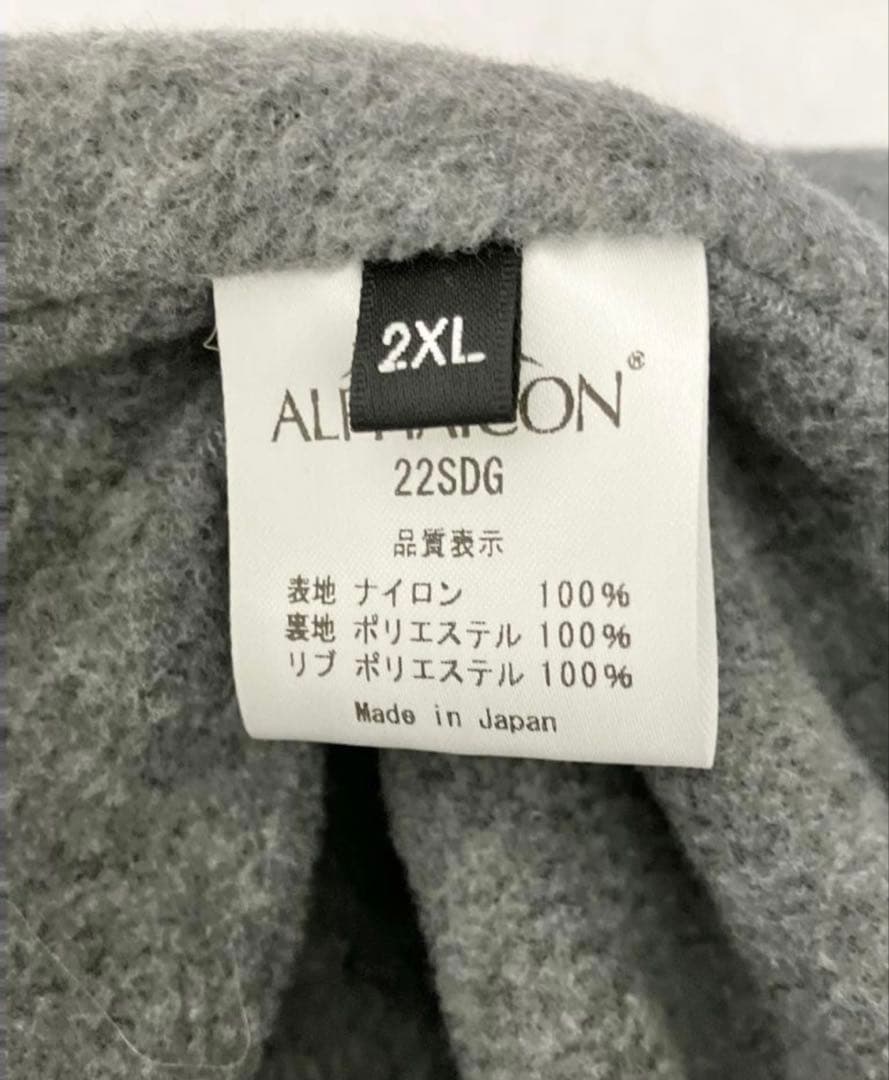 2XL
ALPHAICON®
22SDG
品質表示
表地 ナイロン 100%
裏地 ポリエステル 100%
リブ ポリエステル 100%
Made in Japan